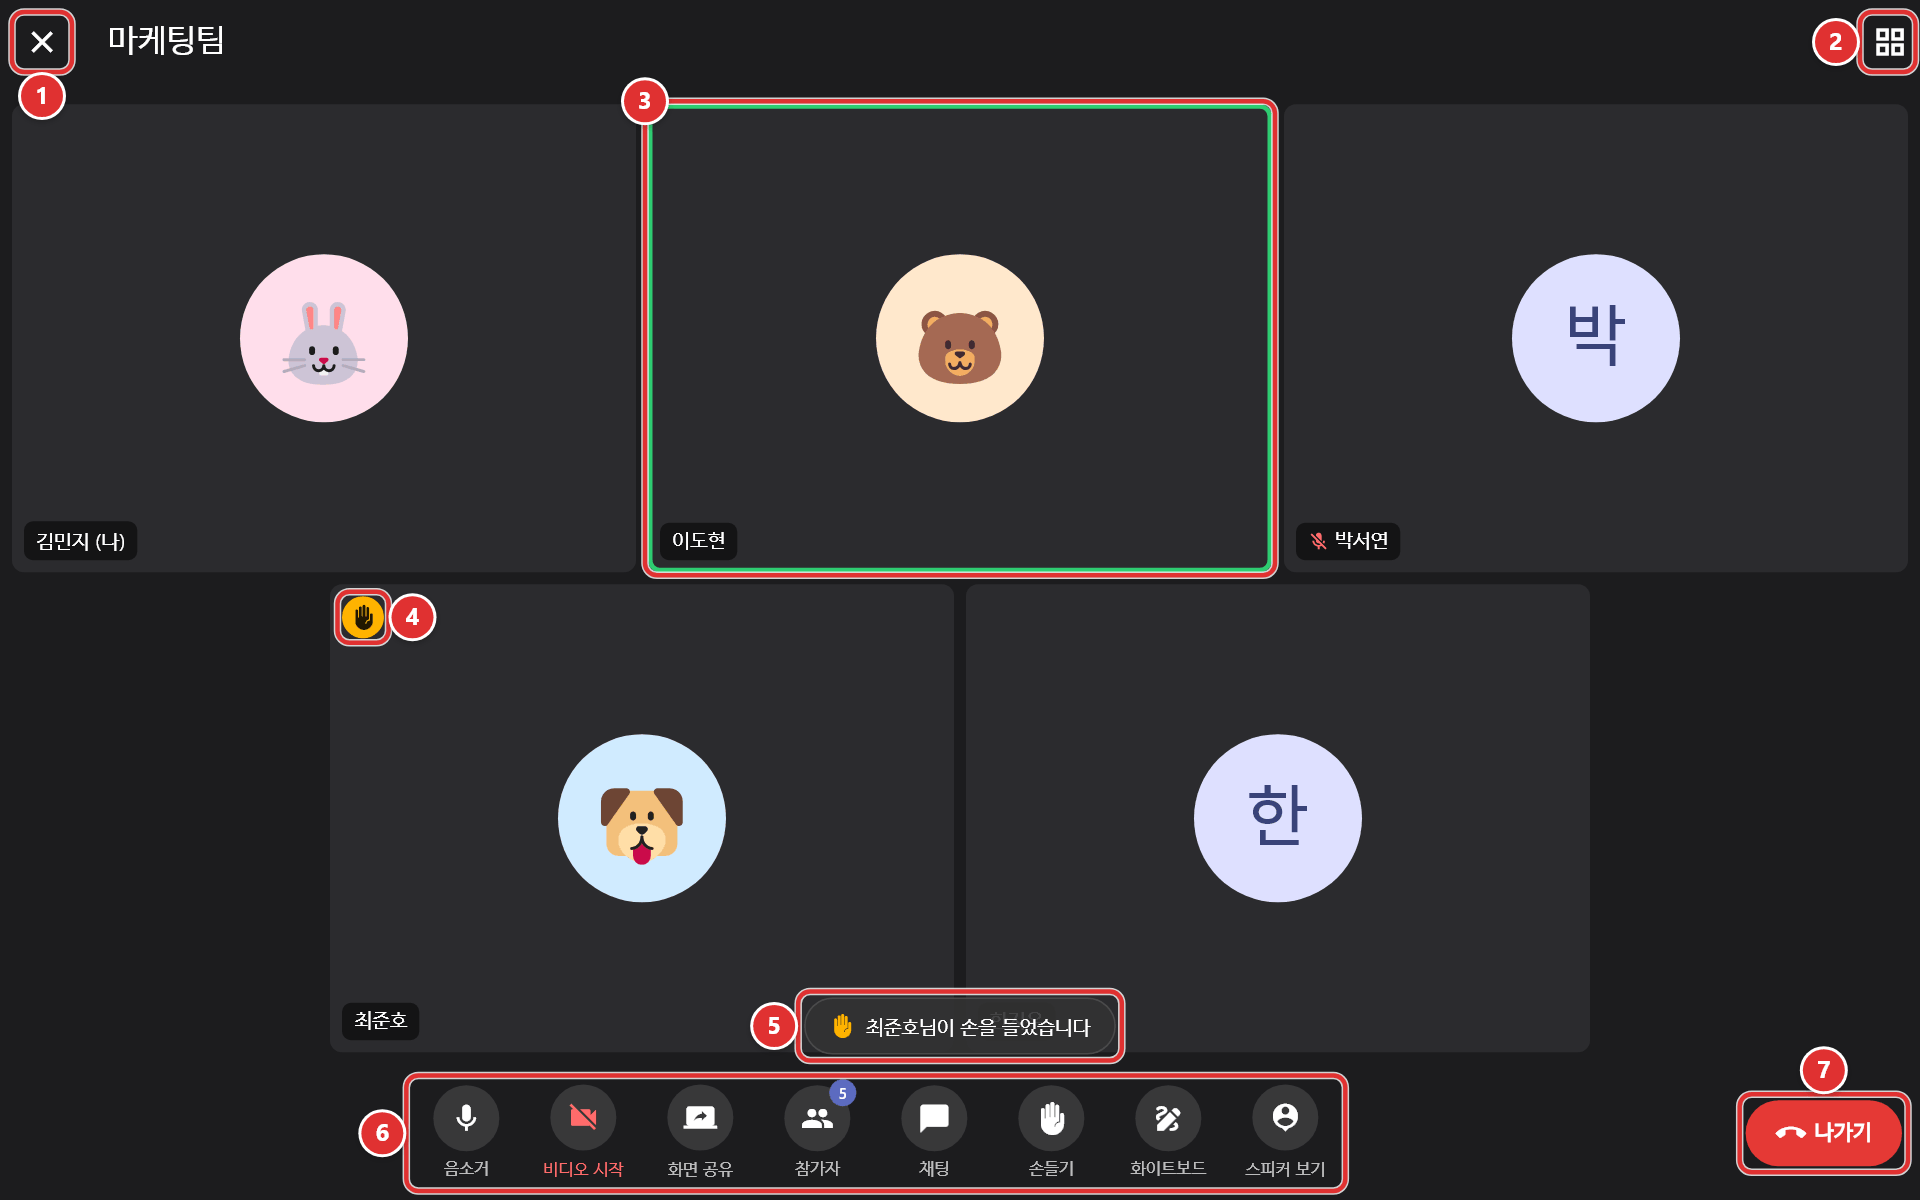 마케팅팀
1
2
3
박
김민지 (나)
이도현
박서연
4
한
최준호
5
최준호님이 손을 들었습니다
6
음소거
비디오 시작
화면 공유
5
참가자
채팅
손들기
화이트보드
스피커 보기
7
나가기